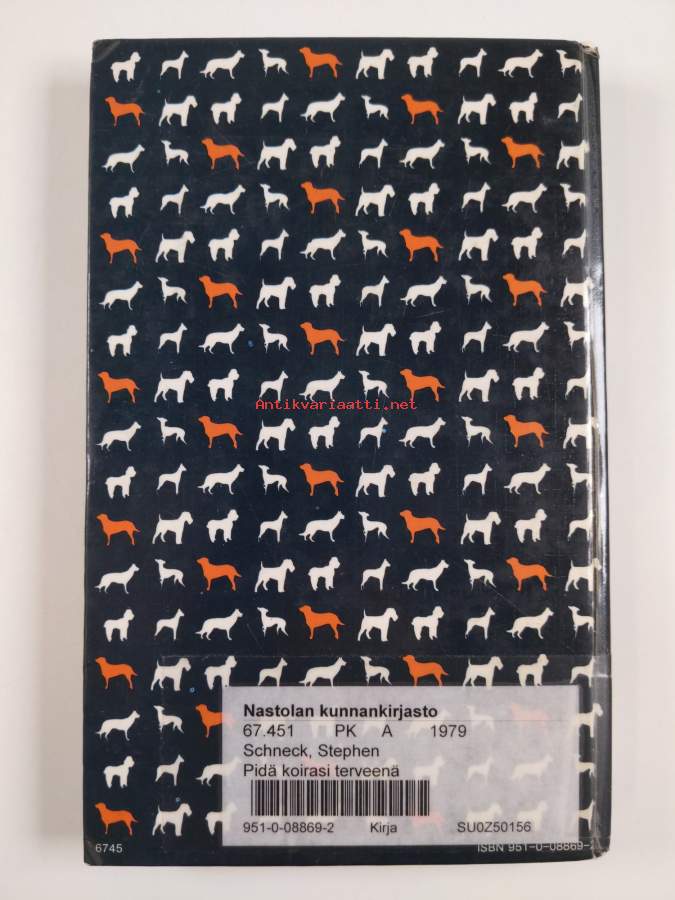 Antikvariaatti.net
Nastolan kunnankirjasto
67.451 PK A 1979
Schneck, Stephen
Pidä koirasi terveenä
951-0-08869-2 Kirja SU0Z50156
6745 ISBN 951-0-08869-2